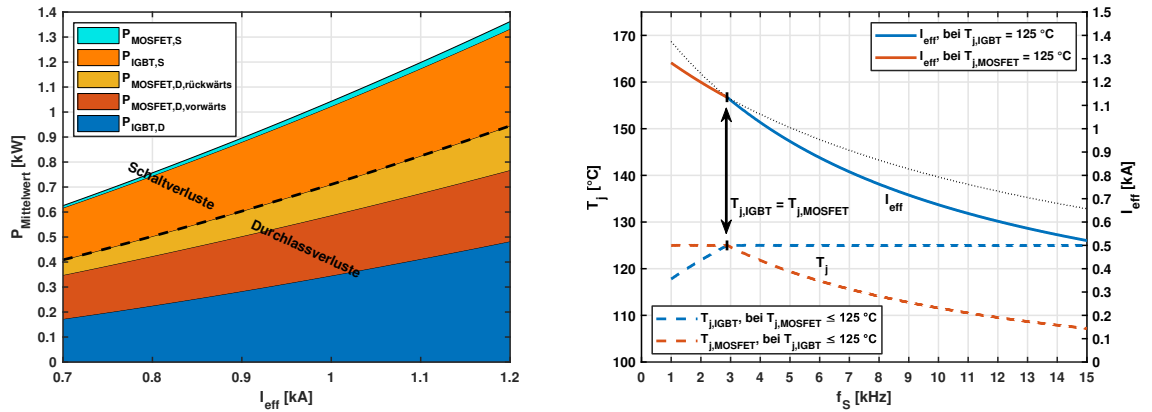 P_Mittelwert [kW]
1.4
1.3
1.2
1.1
1
0.9
0.8
0.7
0.6
0.5
0.4
0.3
0.2
0.1
0
P_MOSFET,S
P_IGBT,S
P_MOSFET,D,rückwärts
P_MOSFET,D,vorwärts
P_IGBT,D
Schaltverluste
Durchlassverluste
0.7 0.8 0.9 1 1.1 1.2
I_eff [kA]
T_j [°C]
170
160
150
140
130
120
110
100
I_eff, bei T_j,IGBT = 125 °C
I_eff, bei T_j,MOSFET = 125 °C
T_j,IGBT = T_j,MOSFET
I_eff
T_j
T_j,IGBT, bei T_j,MOSFET ≤ 125 °C
T_j,MOSFET, bei T_j,IGBT ≤ 125 °C
0 1 2 3 4 5 6 7 8 9 10 11 12 13 14 15
f_S [kHz]
1.5
1.4
1.3
1.2
1.1
1
0.9
0.8
0.7
0.6
0.5
0.4
0.3
0.2
0.1
0
I_eff [kA]